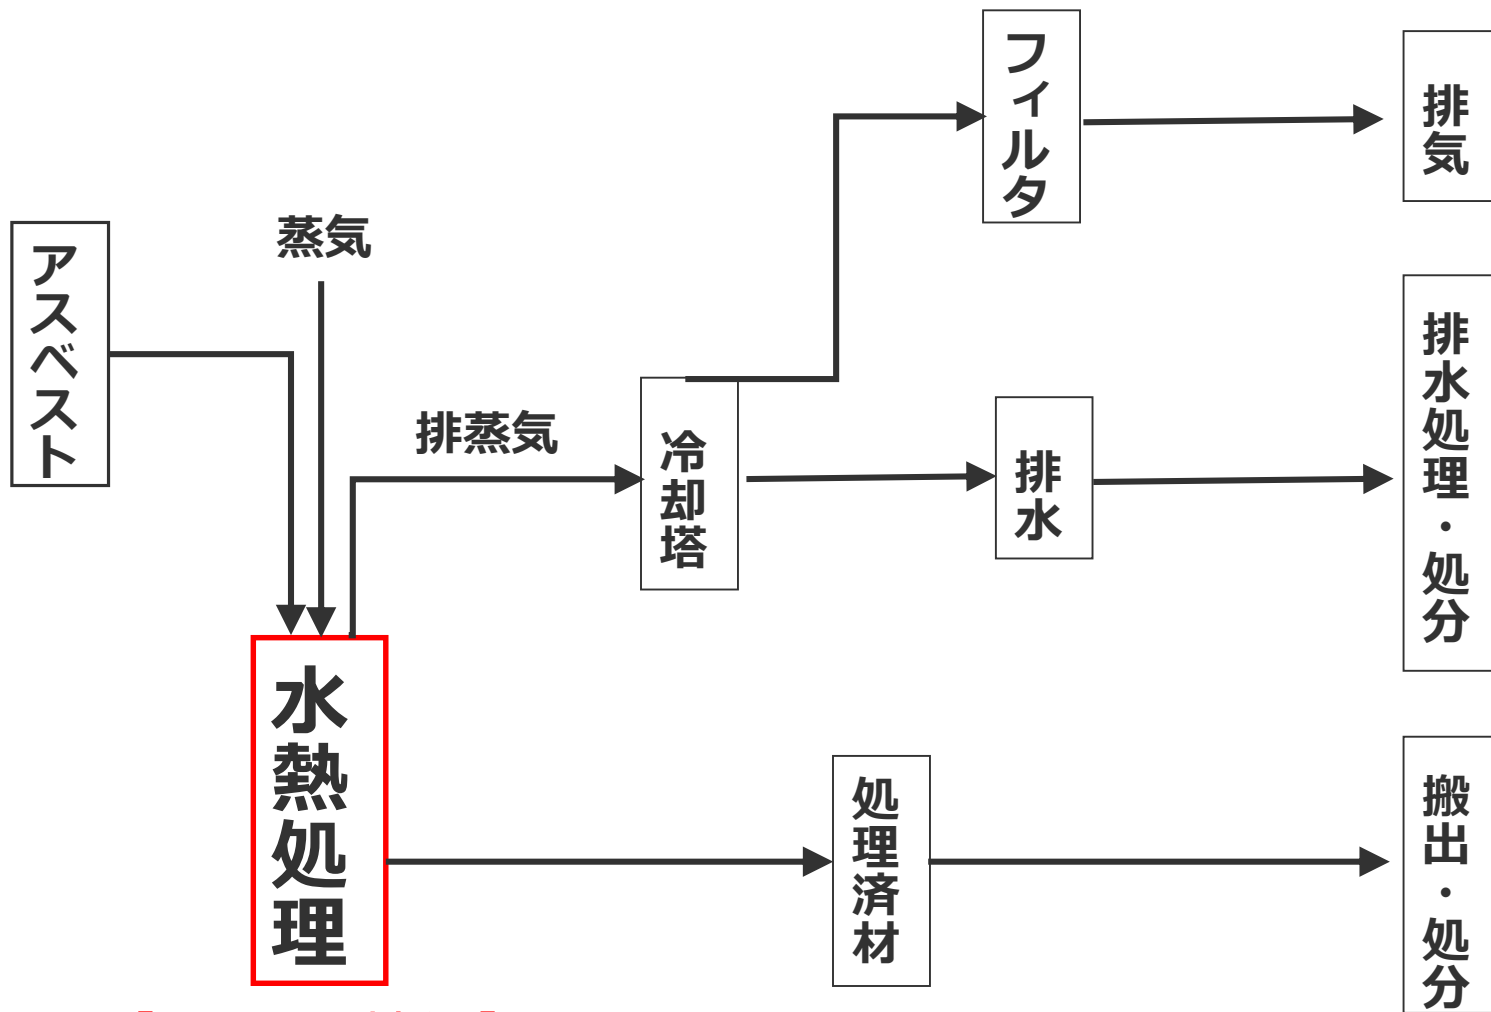 アスベスト
蒸気
水熱処理
排蒸気
冷却塔
フィルタ
排気
排水
排水処理・処分
処理済材
搬出・処分